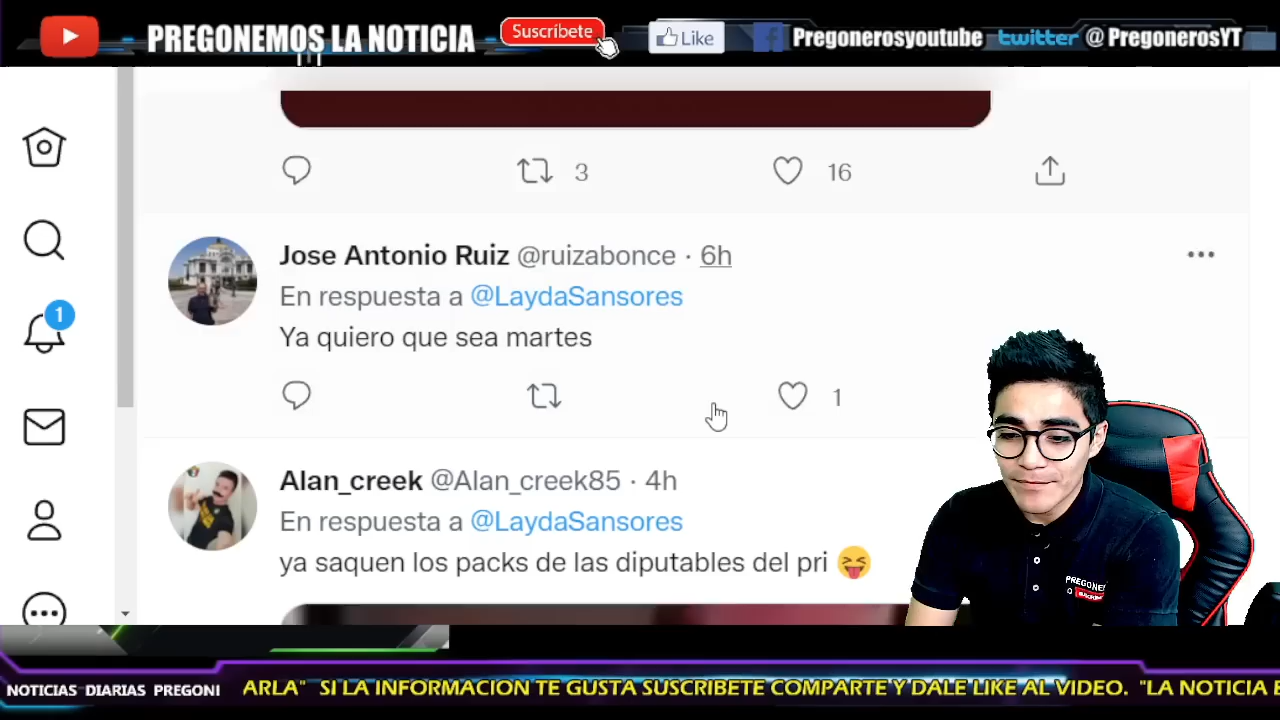 PREGONEMOS LA NOTICIA
Suscríbete
Like
Pregonerosyoutube
twitter @PregonerosYT
3
16
Jose Antonio Ruiz @ruizabonce · 6h
En respuesta a @LaydaSansores
Ya quiero que sea martes
1
1
Alan_creek @Alan_creek85 · 4h
En respuesta a @LaydaSansores
ya saquen los packs de las diputables del pri 😝
NOTICIAS DIARIAS PREGONI
ARLA" SI LA INFORMACION TE GUSTA SUSCRIBETE COMPARTE Y DALE LIKE AL VIDEO. "LA NOTICIA E